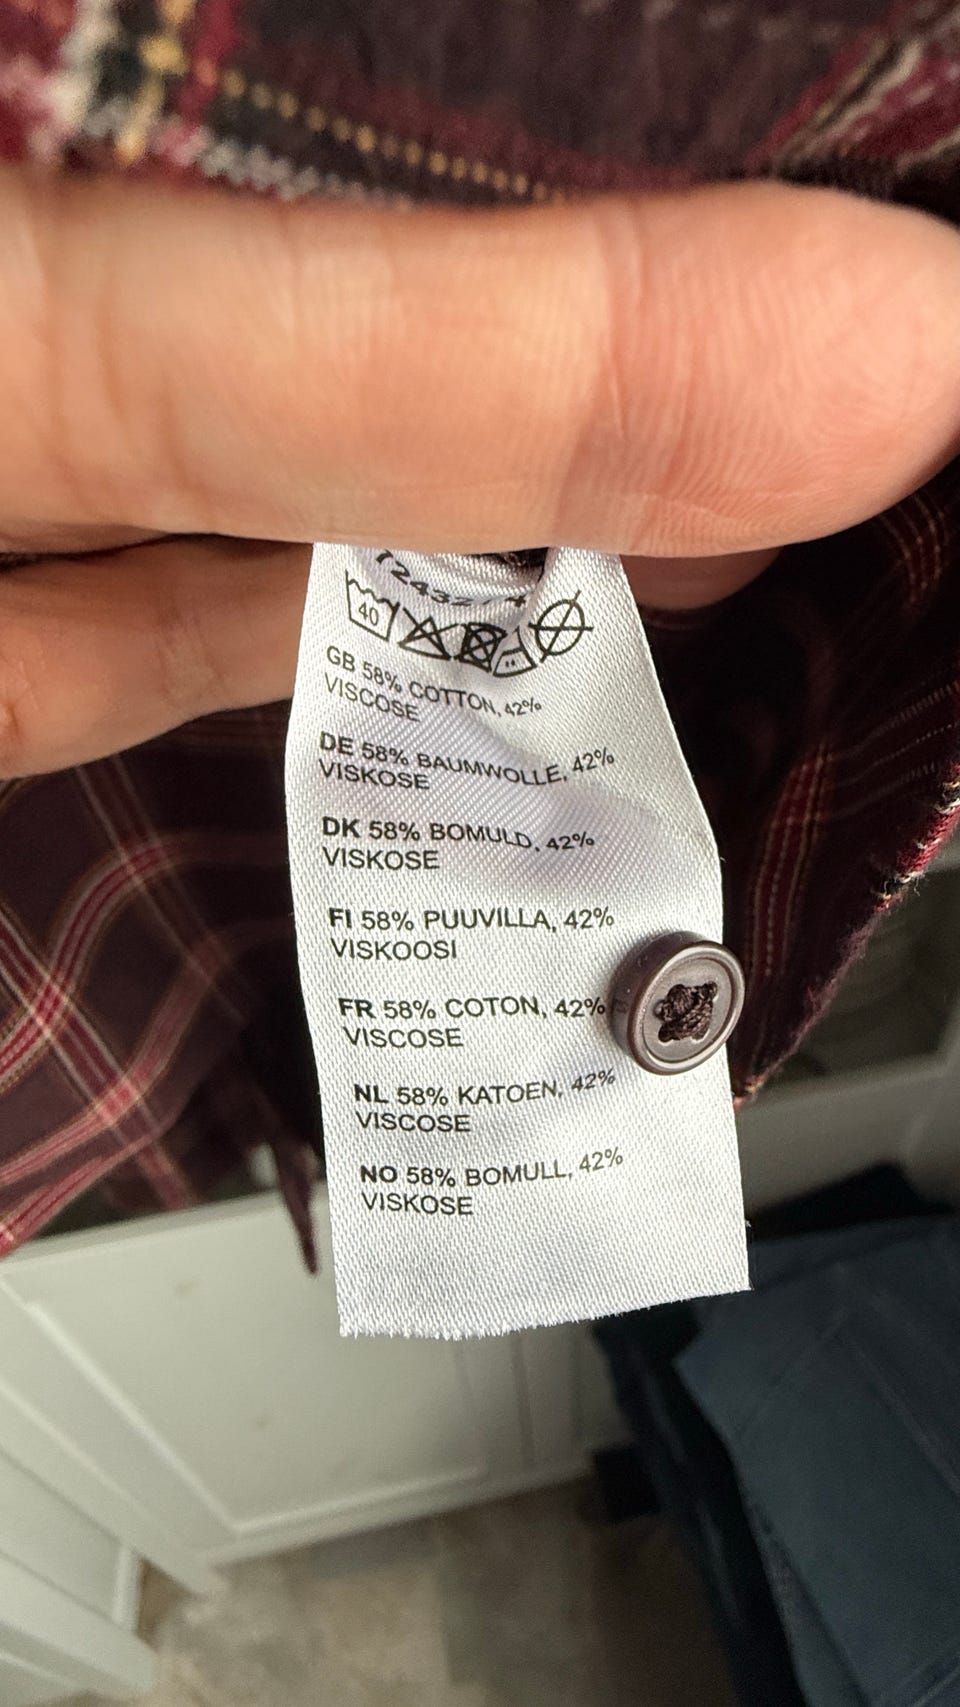 40
GB 58% COTTON, 42%
VISCOSE
DE 58% BAUMWOLLE, 42%
VISKOSE
DK 58% BOMULD, 42%
VISKOSE
FI 58% PUUVILLA, 42%
VISKOOSI
FR 58% COTON, 42%
VISCOSE
NL 58% KATOEN, 42%
VISCOSE
NO 58% BOMULL, 42%
VISKOSE